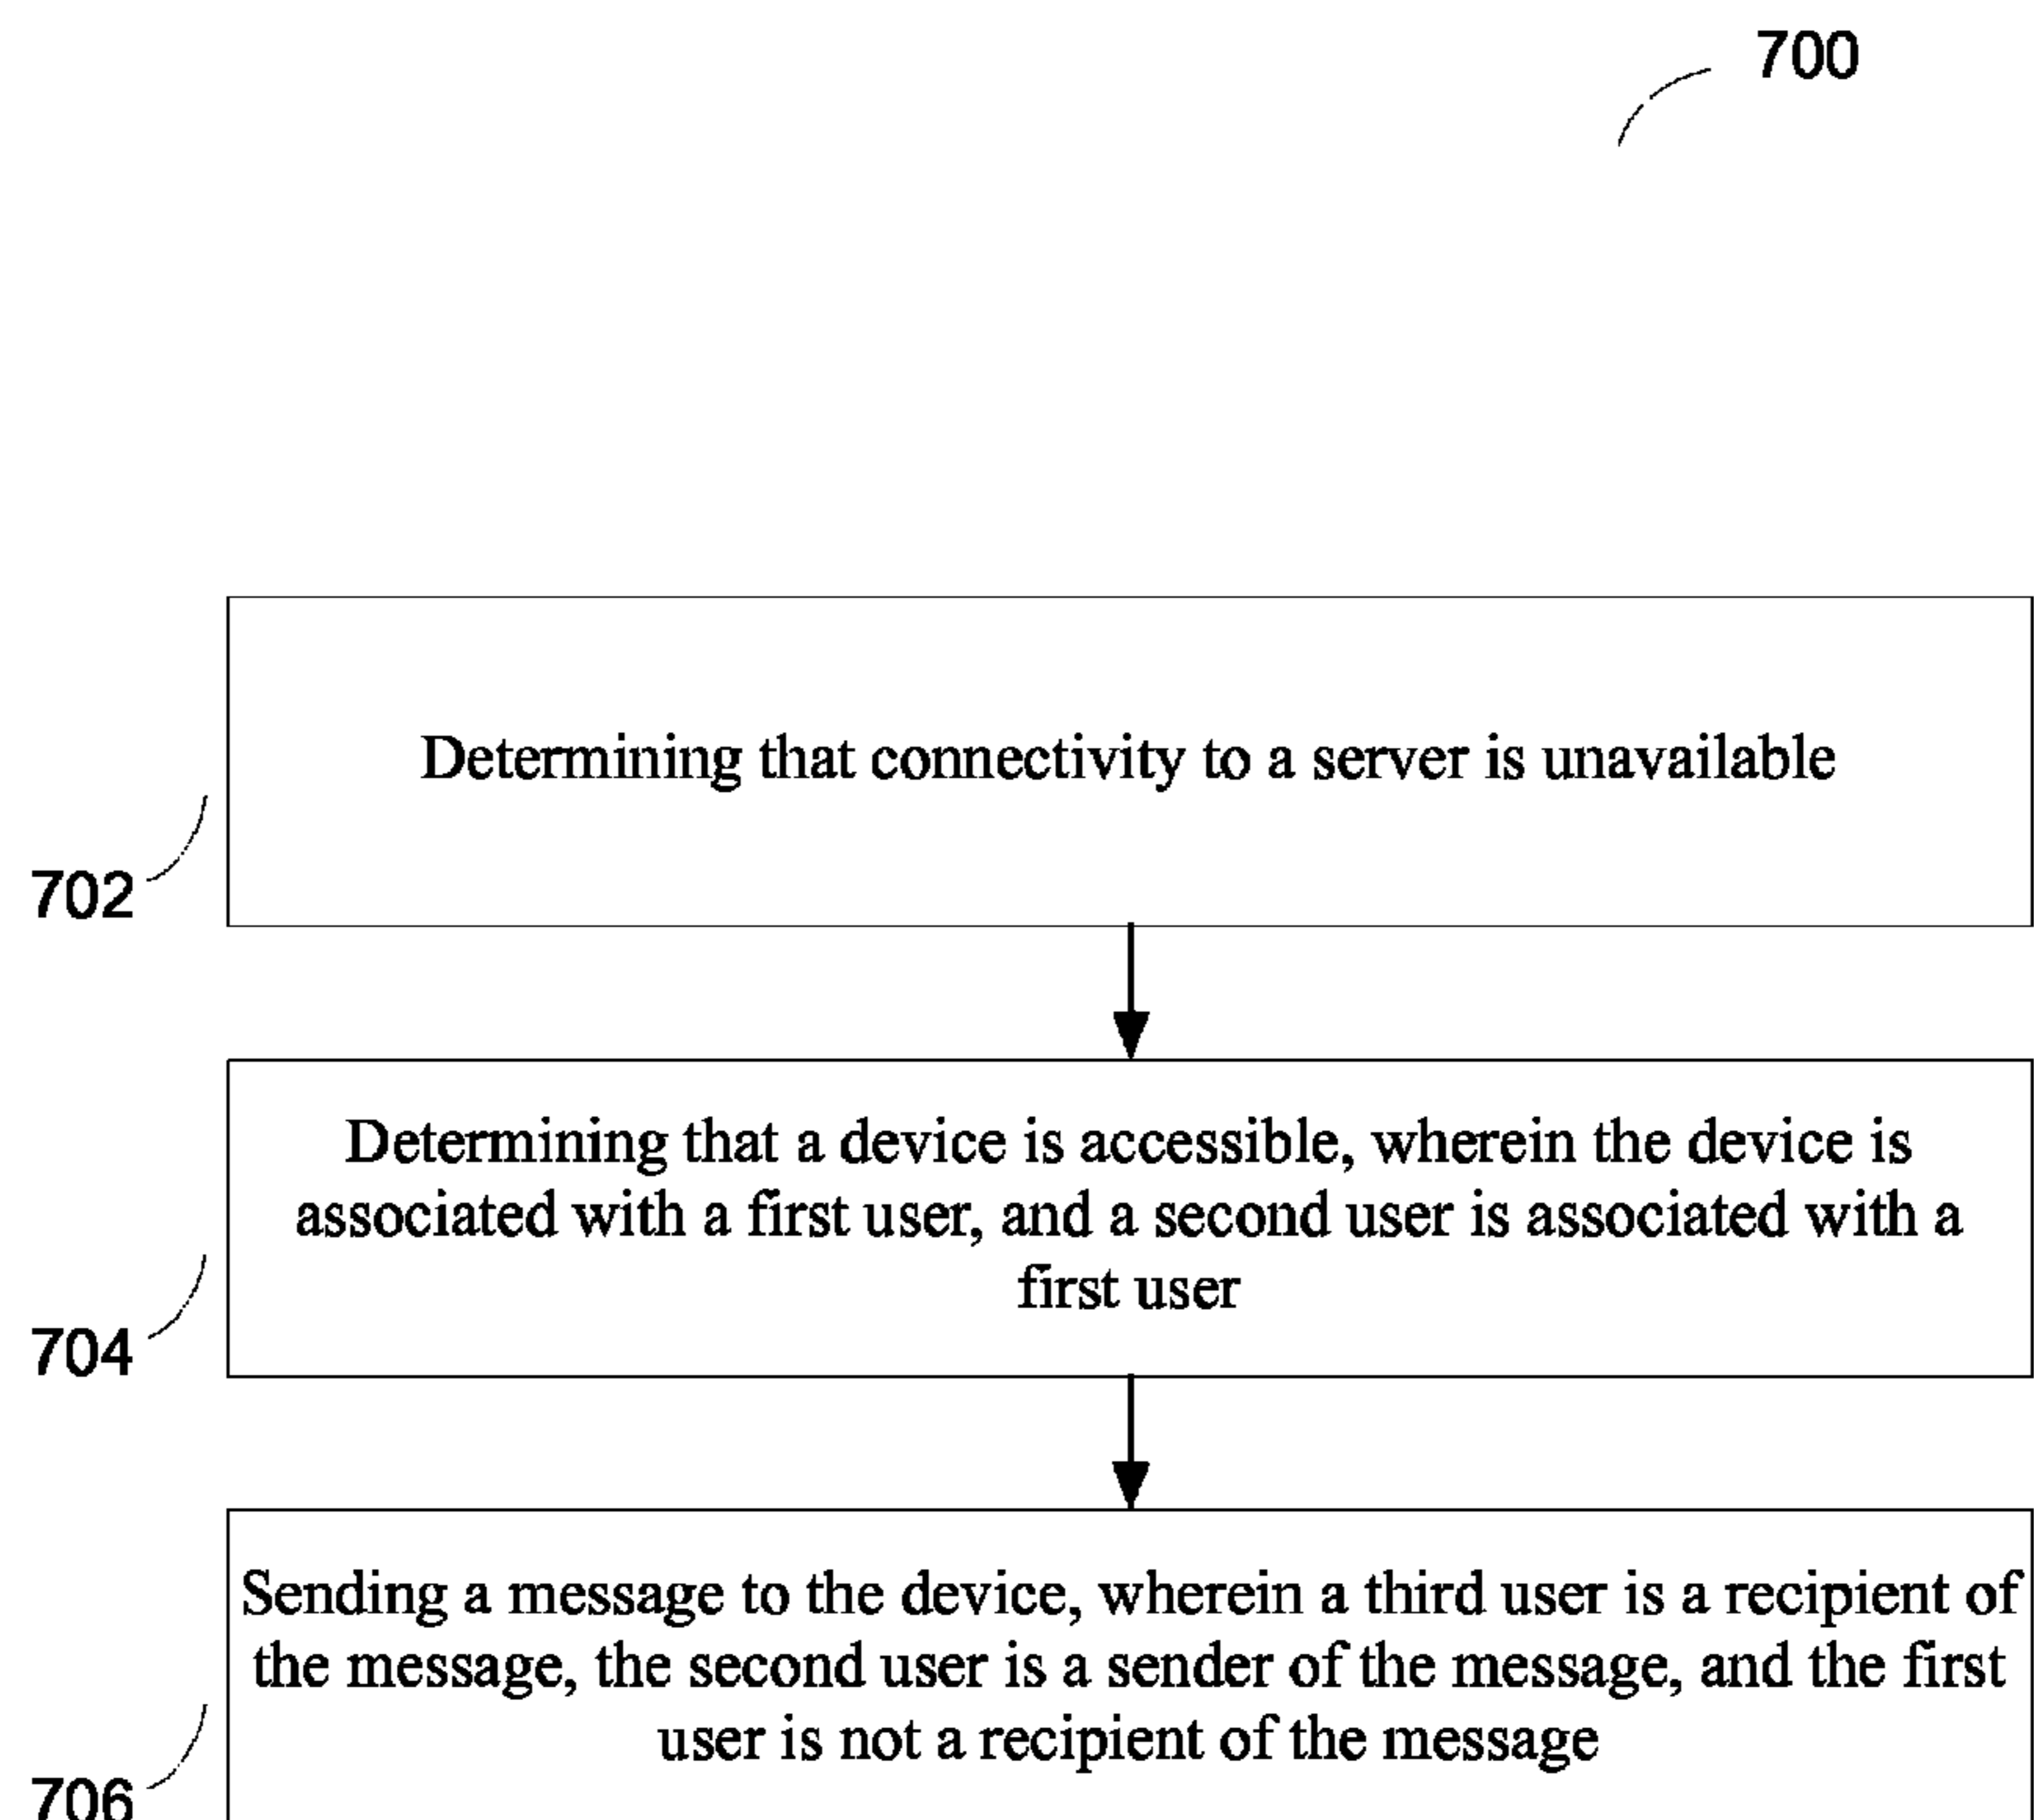 700
Determining that connectivity to a server is unavailable
702
Determining that a device is accessible, wherein the device is
associated with a first user, and a second user is associated with a
first user
704
Sending a message to the device, wherein a third user is a recipient of
the message, the second user is a sender of the message, and the first
user is not a recipient of the message
706